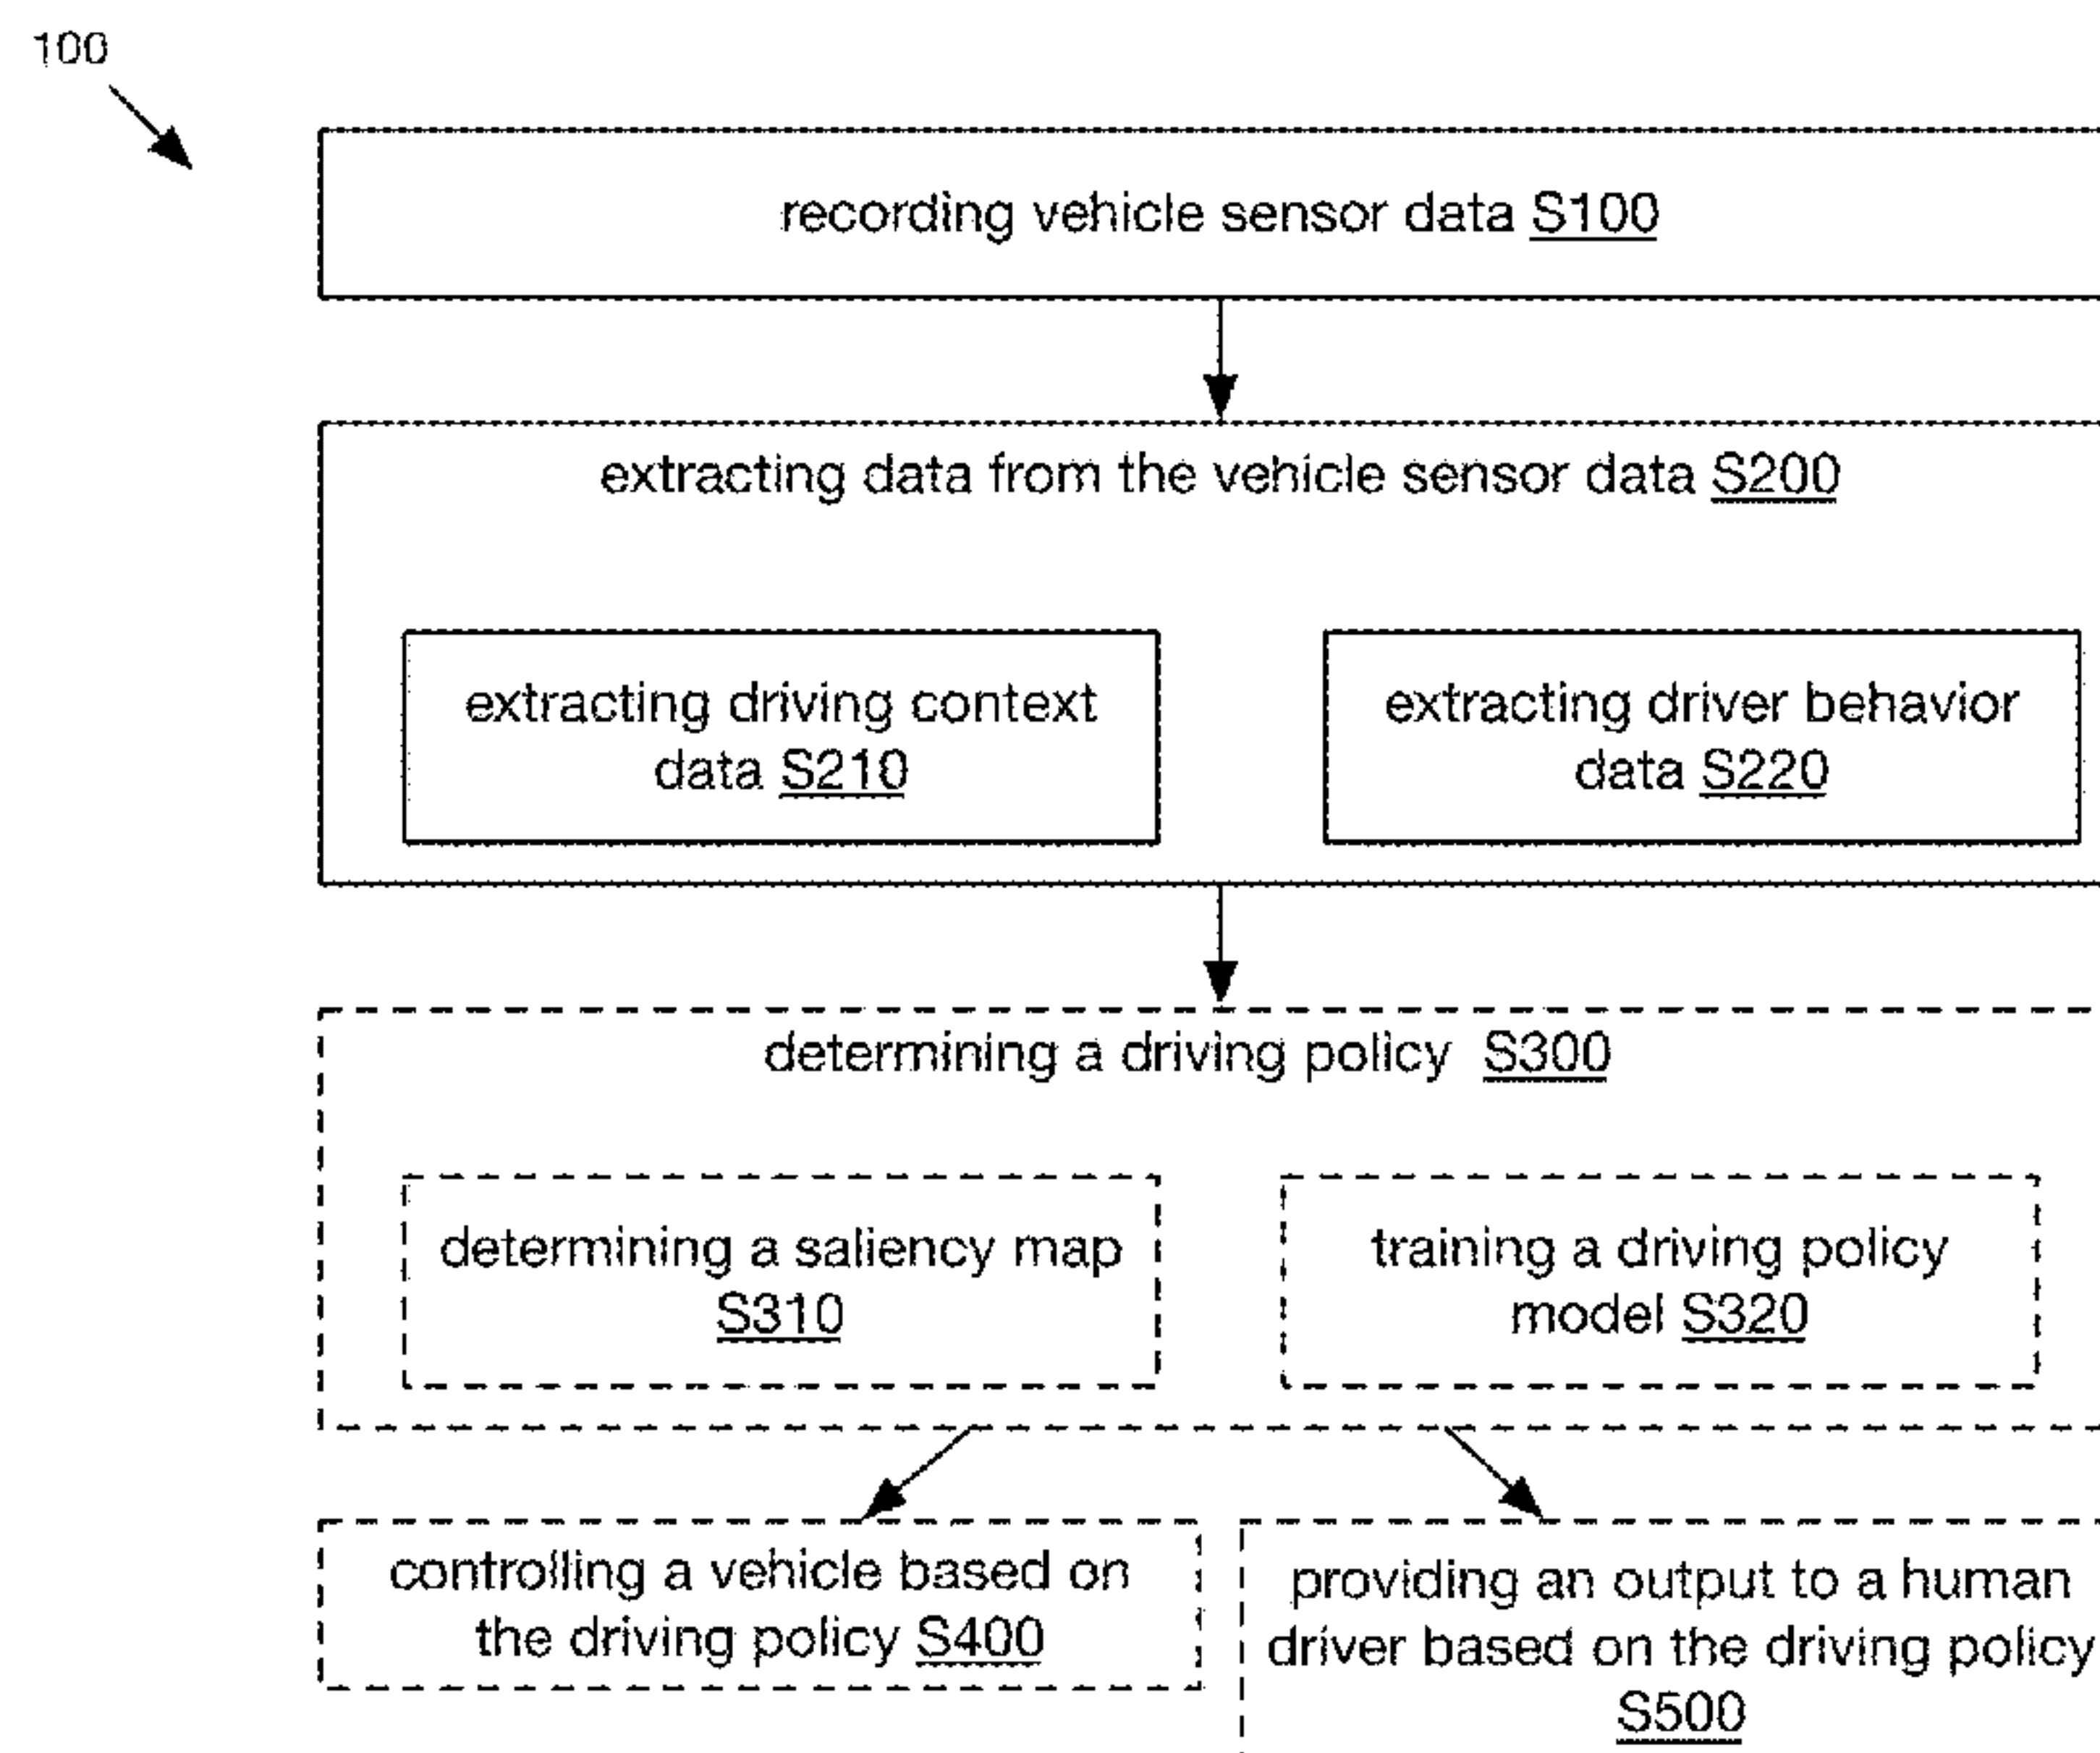 100
recording vehicle sensor data S100
extracting data from the vehicle sensor data S200
extracting driving context
data S210
extracting driver behavior
data S220
determining a driving policy S300
determining a saliency map
S310
training a driving policy
model S320
controlling a vehicle based on
the driving policy S400
providing an output to a human
driver based on the driving policy
S500